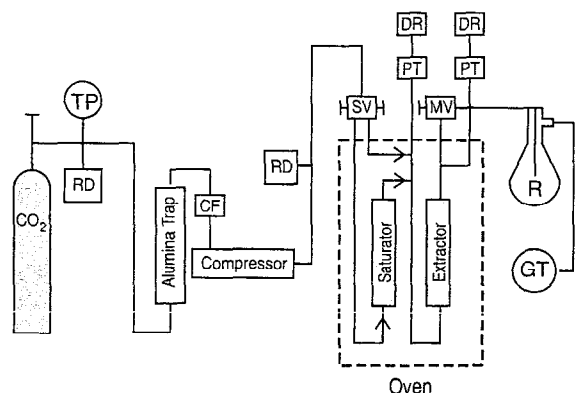 DR
DR
PT
PT
TP
SV
MV
RD
RD
CO2
Alumina Trap
CF
Compressor
Saturator
Extractor
R
GT
Oven